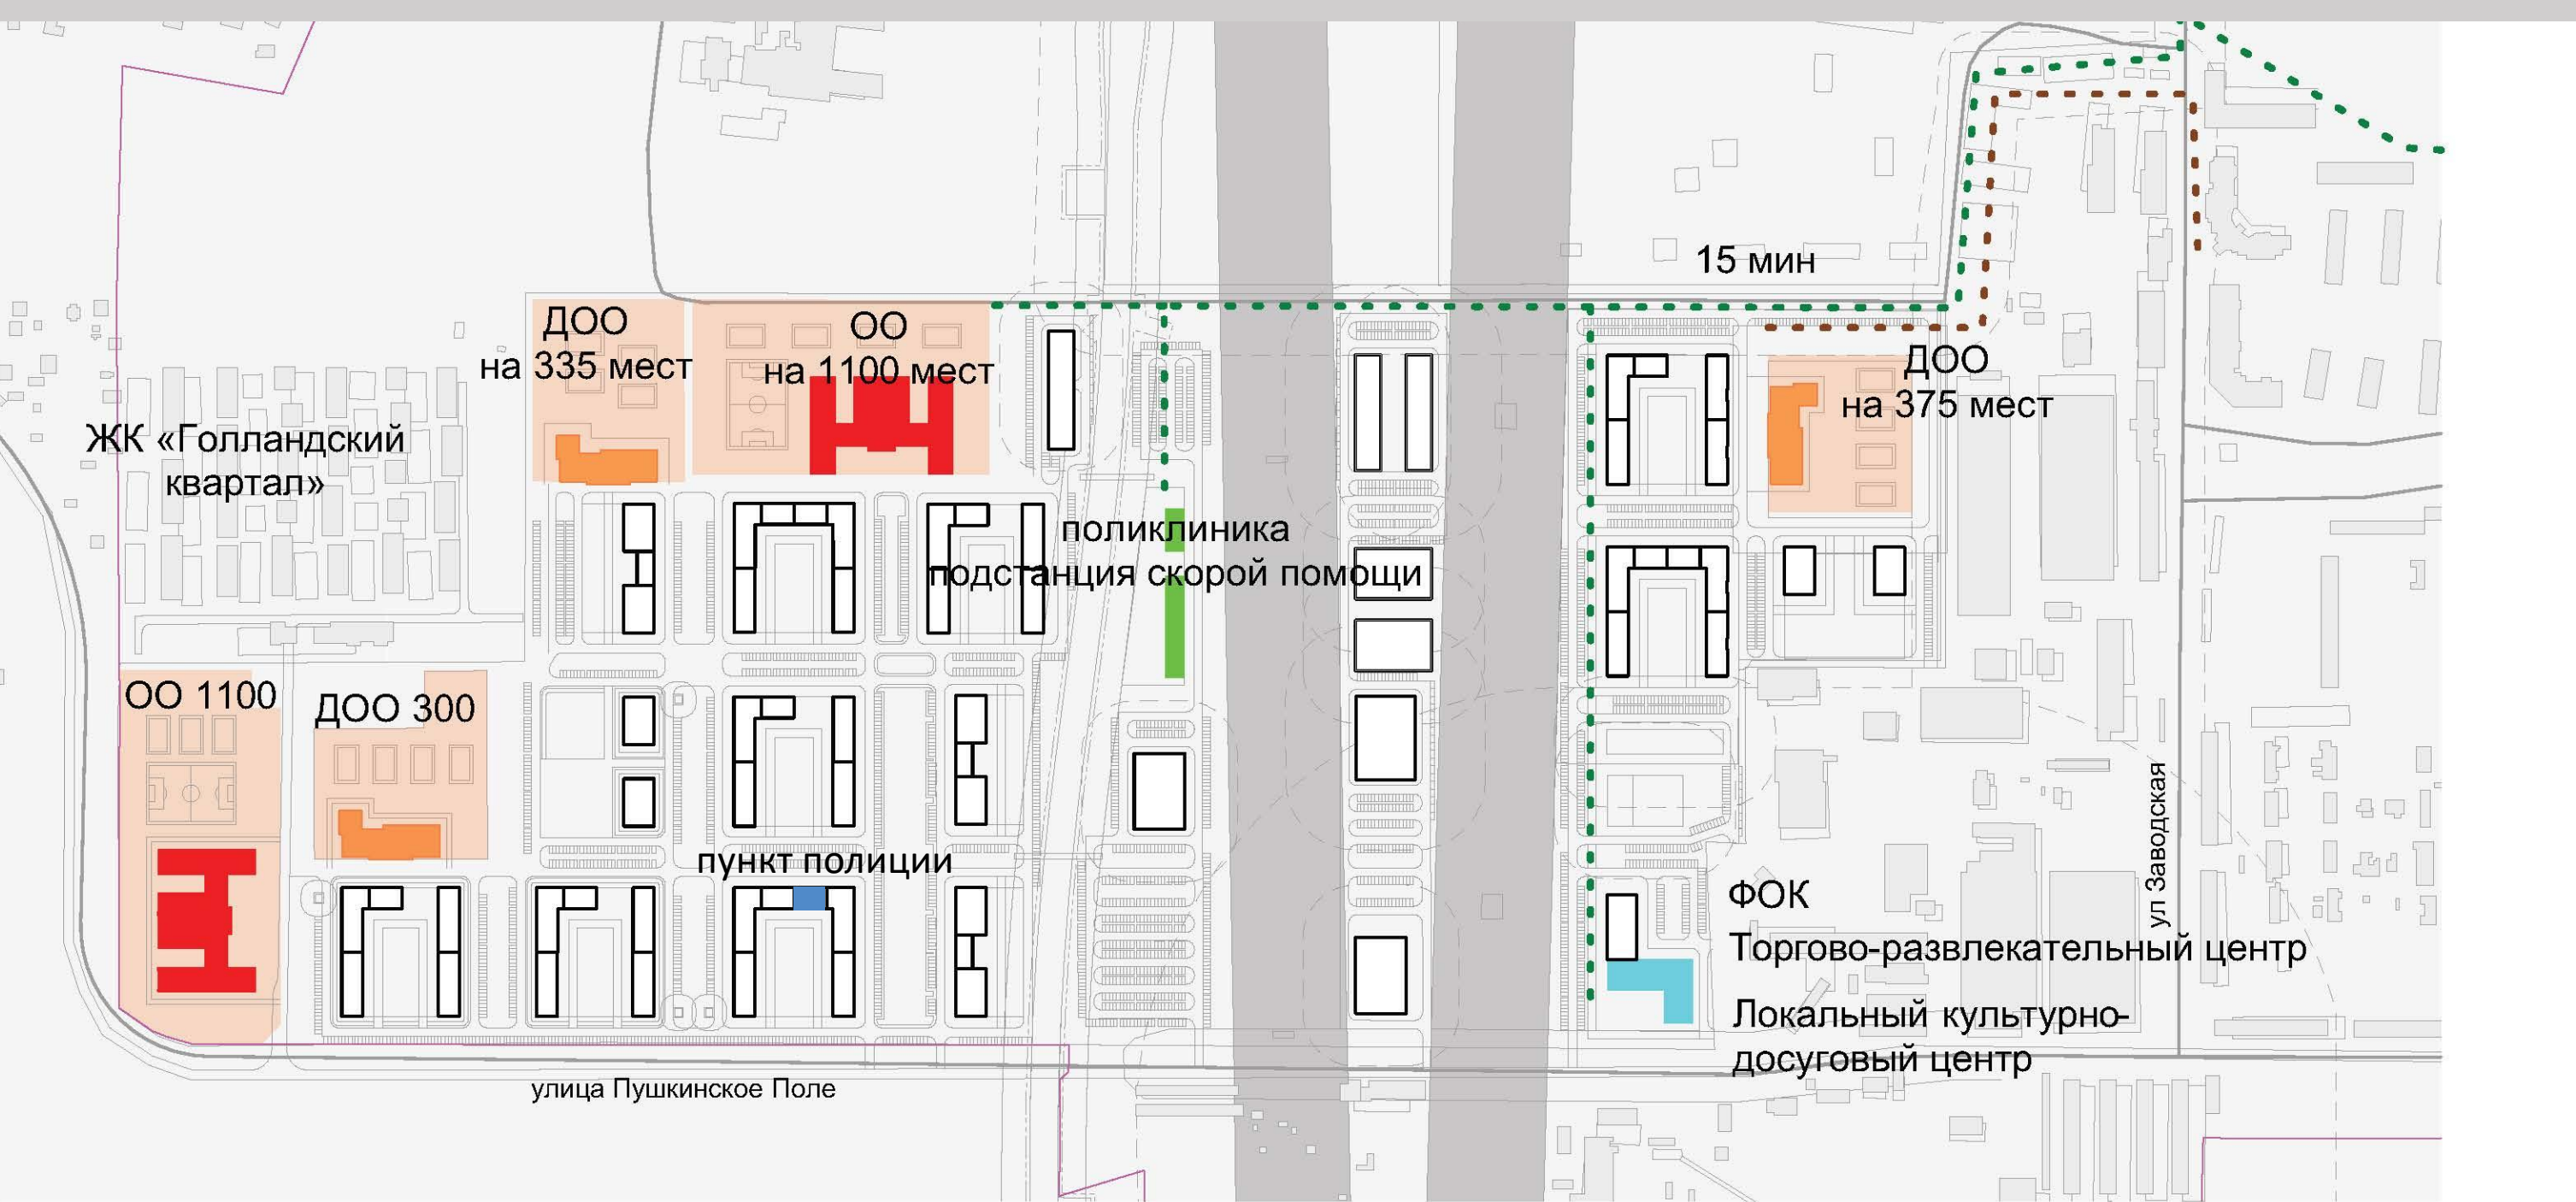 15 мин
ДОО
на 335 мест
ОО
на 1100 мест
ДОО
на 375 мест
ЖК «Голландский
квартал»
поликлиника
подстанция скорой помощи
ОО 1100
ДОО 300
пункт полиции
ФОК
Торгово-развлекательный центр
Локальный культурно-
досуговый центр
ул Заводская
улица Пушкинское Поле